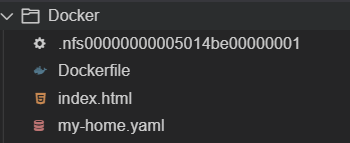 Docker
.nfs00000000005014be00000001
Dockerfile
index.html
my-home.yaml